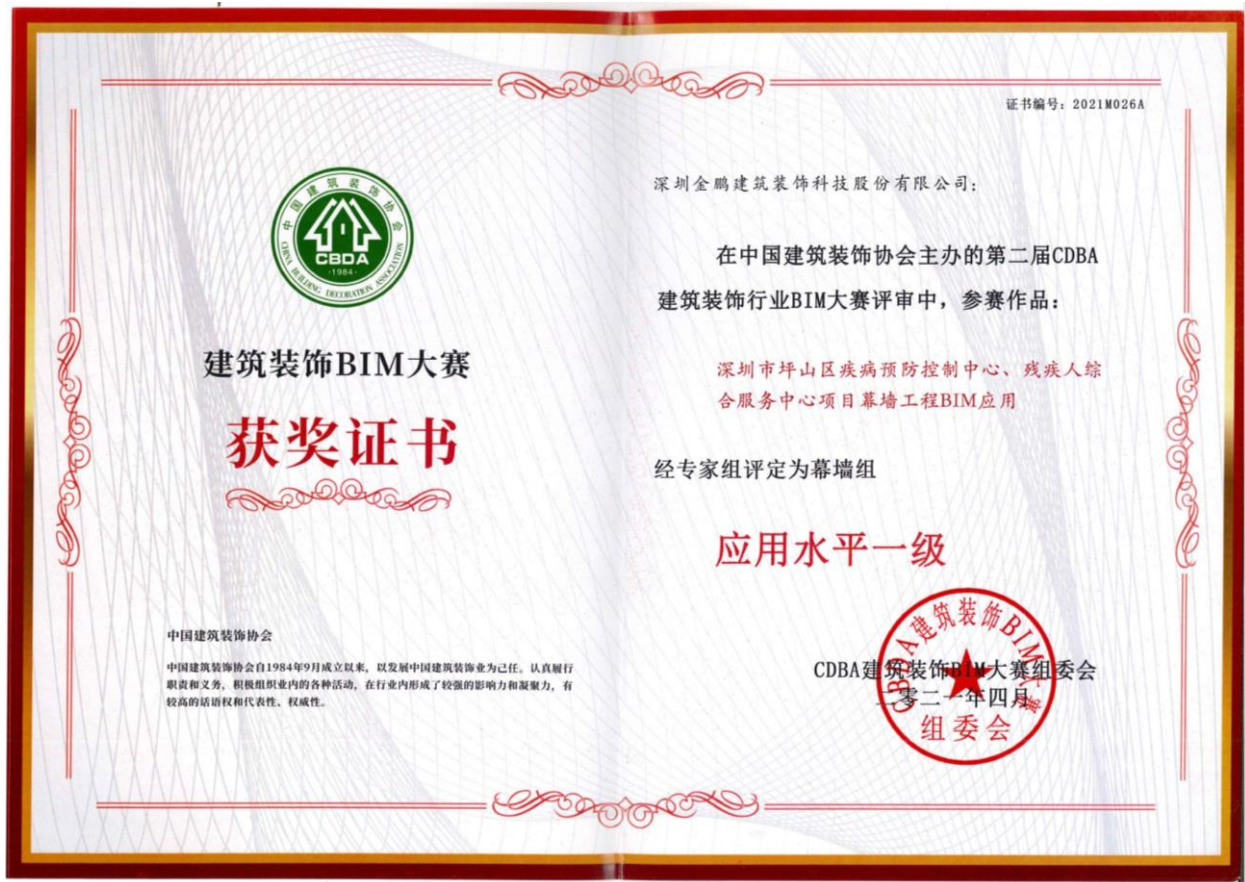 中国建筑装饰协会
CBDA
·1984·
CHINA BUILDING DECORATION ASSOCIATION
建筑装饰BIM大赛
获奖证书
中国建筑装饰协会
中国建筑装饰协会自1984年9月成立以来，以发展中国建筑装饰业为己任。认真履行
职责和义务，积极组织业内的各种活动，在行业内形成了较强的影响力和凝聚力，有
较高的话语权和代表性、权威性。
证书编号：2021M026A
深圳金鹏建筑装饰科技股份有限公司：
在中国建筑装饰协会主办的第二届CDBA
建筑装饰行业BIM大赛评审中，参赛作品：
深圳市坪山区疾病预防控制中心、残疾人综
合服务中心项目幕墙工程BIM应用
经专家组评定为幕墙组
应用水平一级
CDBA建筑装饰BIM大赛组委会
二零二一年四月
CBDA建筑装饰BIM大赛
组委会